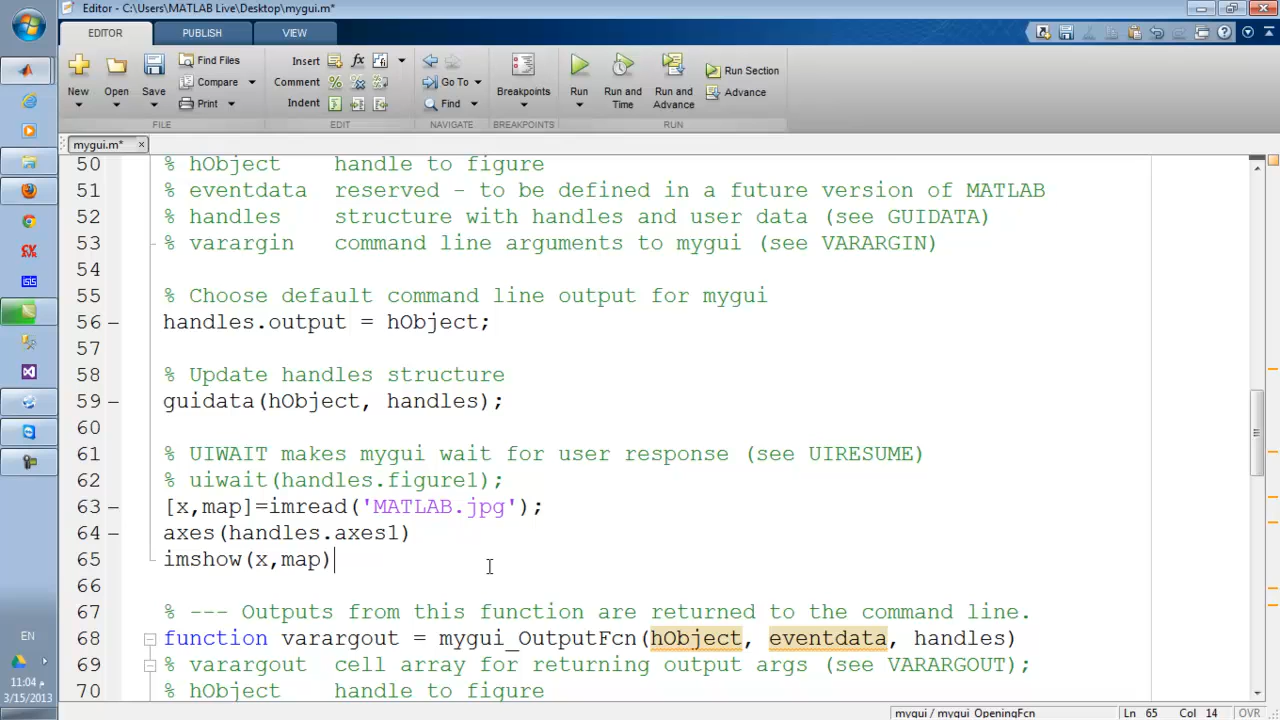 Editor - C:\Users\MATLAB Live\Desktop\mygui.m*
EDITOR PUBLISH VIEW
New Open Save Find Files Compare Print
Insert Comment Indent
Go To Find
Breakpoints
Run Run and Time Run and Advance Run Section Advance
FILE EDIT NAVIGATE BREAKPOINTS RUN
mygui.m* ×
50 % hObject handle to figure
51 % eventdata reserved - to be defined in a future version of MATLAB
52 % handles structure with handles and user data (see GUIDATA)
53 % varargin command line arguments to mygui (see VARARGIN)
54
55 % Choose default command line output for mygui
56 – handles.output = hObject;
57
58 % Update handles structure
59 – guidata(hObject, handles);
60
61 % UIWAIT makes mygui wait for user response (see UIRESUME)
62 % uiwait(handles.figure1);
63 – [x,map]=imread('MATLAB.jpg');
64 – axes(handles.axes1)
65 imshow(x,map)
66
67 % --- Outputs from this function are returned to the command line.
68 function varargout = mygui_OutputFcn(hObject, eventdata, handles)
69 % varargout cell array for returning output args (see VARARGOUT);
70 % hObject handle to figure
EN
11:04 م
3/15/2013
mygui / mygui_OpeningFcn Ln 65 Col 14 OVR